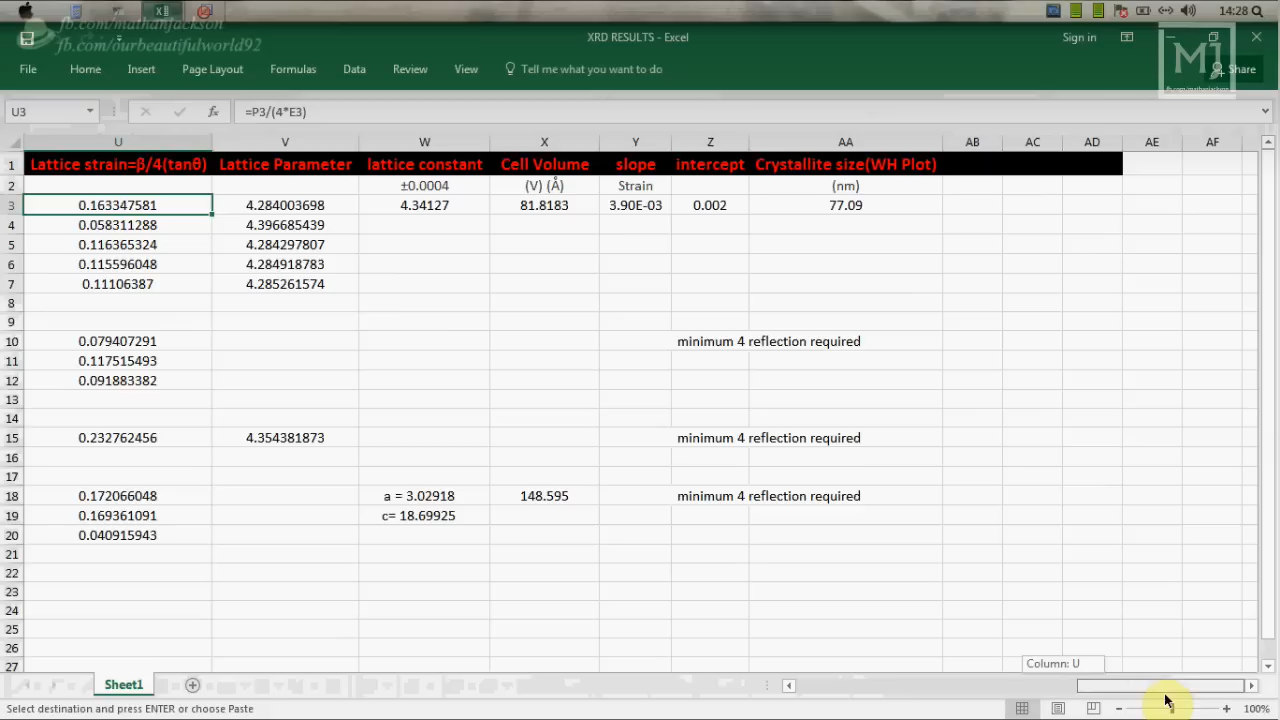 fb.com/mathanjackson
fb.com/ourbeautifulworld92
14:28
XRD RESULTS - Excel
Sign in
MJ
fb.com/mathanjackson
File Home Insert Page Layout Formulas Data Review View Tell me what you want to do Share
U3 fx =P3/(4*E3)
U V W X Y Z AA AB AC AD AE AF
1 Lattice strain=β/4(tanθ) Lattice Parameter lattice constant Cell Volume slope intercept Crystallite size(WH Plot)
2 ±0.0004 (V) (Å) Strain (nm)
3 0.163347581 4.284003698 4.34127 81.8183 3.90E-03 0.002 77.09
4 0.058311288 4.396685439
5 0.116365324 4.284297807
6 0.115596048 4.284918783
7 0.11106387 4.285261574
8
9
10 0.079407291 minimum 4 reflection required
11 0.117515493
12 0.091883382
13
14
15 0.232762456 4.354381873 minimum 4 reflection required
16
17
18 0.172066048 a = 3.02918 148.595 minimum 4 reflection required
19 0.169361091 c= 18.69925
20 0.040915943
21
22
23
24
25
26
27
Column: U
Sheet1
Select destination and press ENTER or choose Paste 100%